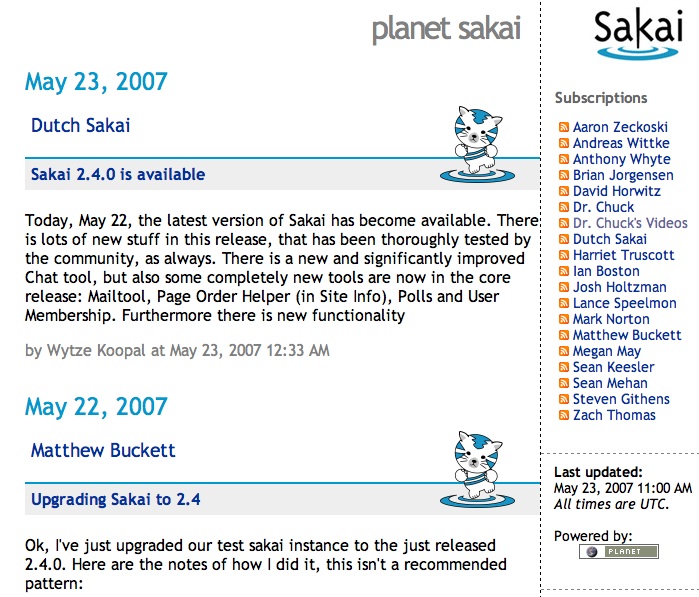 planet sakai
May 23, 2007
Dutch Sakai
Sakai 2.4.0 is available
Today, May 22, the latest version of Sakai has become available. There
is lots of new stuff in this release, that has been thoroughly tested by
the community, as always. There is a new and significantly improved
Chat tool, but also some completely new tools are now in the core
release: Mailtool, Page Order Helper (in Site Info), Polls and User
Membership. Furthermore there is new functionality
by Wytze Koopal at May 23, 2007 12:33 AM
May 22, 2007
Matthew Buckett
Upgrading Sakai to 2.4
Ok, I've just upgraded our test sakai instance to the just released
2.4.0. Here are the notes of how I did it, this isn't a recommended
pattern:
Sakai
Subscriptions
Aaron Zeckoski
Andreas Wittke
Anthony Whyte
Brian Jorgensen
David Horwitz
Dr. Chuck
Dr. Chuck's Videos
Dutch Sakai
Harriet Truscott
Ian Boston
Josh Holtzman
Lance Speelmon
Mark Norton
Matthew Buckett
Megan May
Sean Keesler
Sean Mehan
Steven Githens
Zach Thomas
Last updated:
May 23, 2007 11:00 AM
All times are UTC.
Powered by:
PLANET